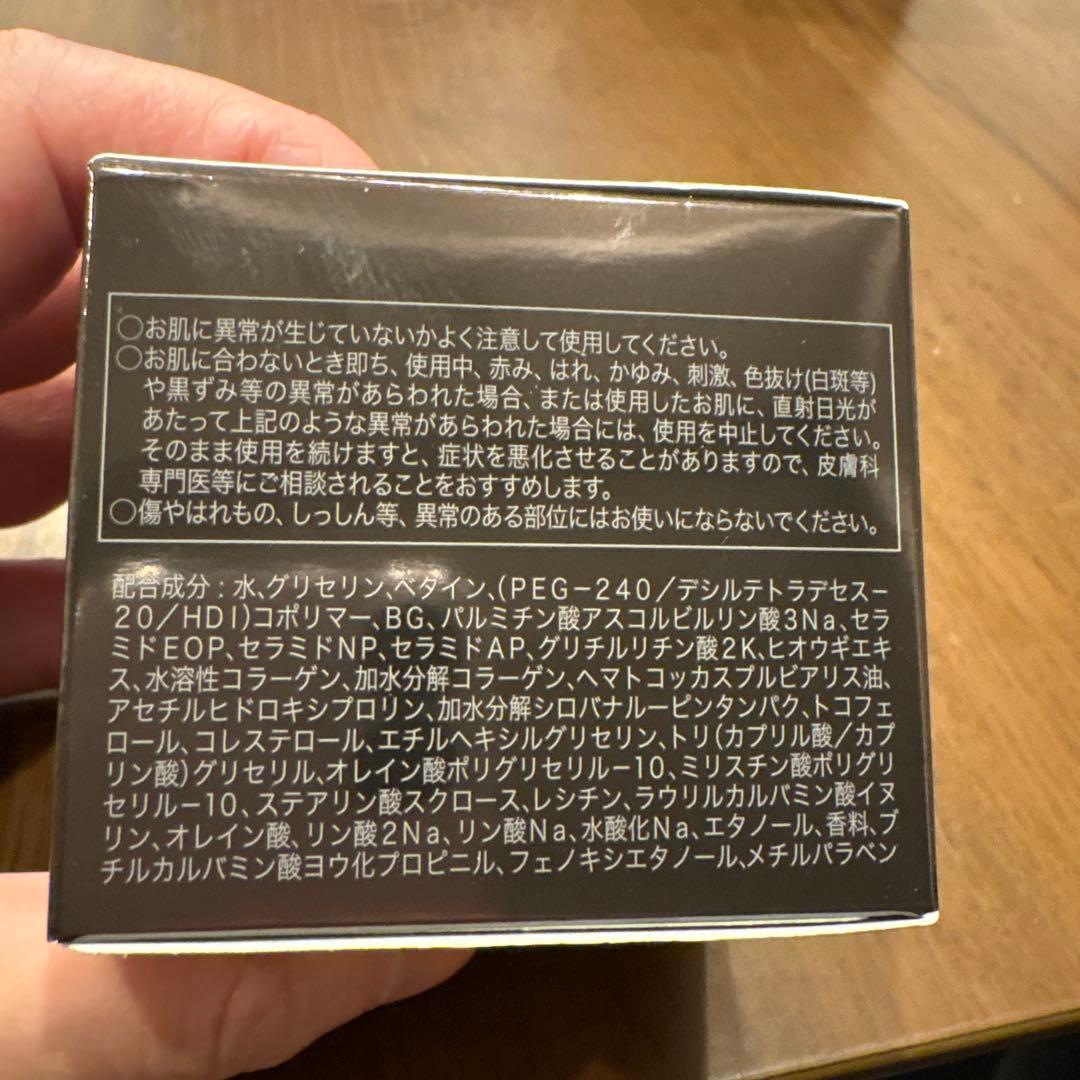 ○お肌に異常が生じていないかよく注意して使用してください。
○お肌に合わないとき即ち、使用中、赤み、はれ、かゆみ、刺激、色抜け(白斑等)
や黒ずみ等の異常があらわれた場合、または使用したお肌に、直射日光が
あたって上記のような異常があらわれた場合には、使用を中止してください。
そのまま使用を続けますと、症状を悪化させることがありますので、皮膚科
専門医等にご相談されることをおすすめします。
○傷やはれもの、しっしん等、異常のある部位にはお使いにならないでください。
配合成分：水、グリセリン、ベタイン、(PEG－240／デシルテトラデセス－
20／HDI)コポリマー、BG、パルミチン酸アスコルビルリン酸3Na、セラ
ミドEOP、セラミドNP、セラミドAP、グリチルリチン酸2K、ヒオウギエキ
ス、水溶性コラーゲン、加水分解コラーゲン、ヘマトコッカスプルビアリス油、
アセチルヒドロキシプロリン、加水分解シロバナルーピンタンパク、トコフェ
ロール、コレステロール、エチルヘキシルグリセリン、トリ(カプリル酸／カプ
リン酸)グリセリル、オレイン酸ポリグリセリル－10、ミリスチン酸ポリグリ
セリル－10、ステアリン酸スクロース、レシチン、ラウリルカルバミン酸イヌ
リン、オレイン酸、リン酸2Na、リン酸Na、水酸化Na、エタノール、香料、ブ
チルカルバミン酸ヨウ化プロピニル、フェノキシエタノール、メチルパラベン